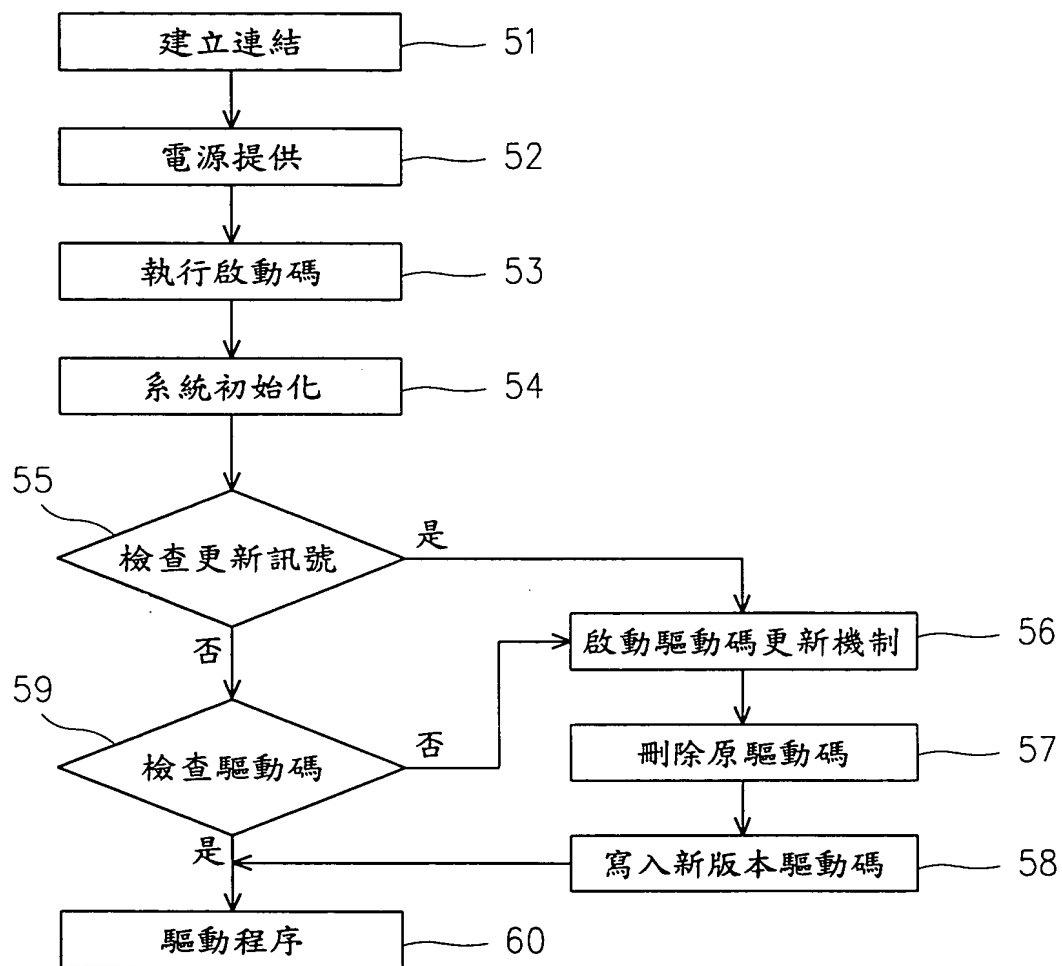 建立連結
51
電源提供
52
執行啟動碼
53
系統初始化
54
55
檢查更新訊號
是
否
啟動驅動碼更新機制
56
59
檢查驅動碼
否
刪除原驅動碼
57
是
寫入新版本驅動碼
58
驅動程序
60